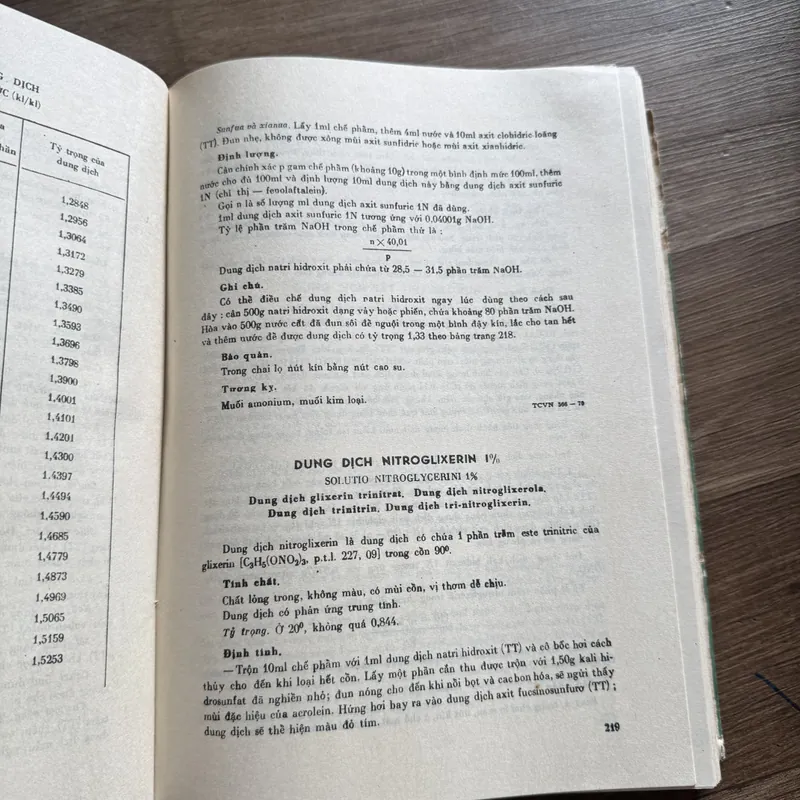 DỊCH
(kl/kl)
Tỷ trọng của
dung dịch
1,2848
1,2956
1,3064
1,3172
1,3279
1,3385
1,3490
1,3593
1,3696
1,3798
1,3900
1,4001
1,4101
1,4201
1,4300
1.4397
1,4494
1,4590
1,4685
1,4779
1,4873
1,4969
1,5065
1,5159
1,5253
Sunfua và xianua. Lấy 1ml chế phẩm, thêm 4ml nước và 10ml axit clohidric loãng
(TT). Đun nhẹ, không được xông mùi axit sunfidric hoặc mùi axit xianhidric.
Định lượng.
Cân chính xác p gam chế phẩm (khoảng 10g) trong một bình định mức 100ml, thêm
nước cho đủ 100ml và định lượng 10ml dung dịch này bằng dung dịch axit sunfuric
1N (chỉ thị — fenolaftalein).
Gọi n là số lượng ml dung dịch axit sunfuric 1N đã dùng.
1ml dung dịch axit sunfuric 1N tương ứng với 0,04001g NaOH.
Tỷ lệ phần trăm NaOH trong chế phẩm thử là :
n × 40,01
p
Dung dịch natri hidroxit phải chứa từ 28,5 — 31,5 phần trăm NaOH.
Ghi chú.
Có thể điều chế dung dịch natri hidroxit ngay lúc dùng theo cách sau
đây : cân 500g natri hidroxit dạng vảy hoặc phiến, chứa khoảng 80 phần trăm NaOH.
Hòa vào 500g nước cất đã đun sôi để nguội trong một bình đậy kín, lắc cho tan hết
và thêm nước để được dung dịch có tỷ trọng 1,33 theo bảng trang 218.
Bảo quản.
Trong chai lọ nút kín bằng nút cao su.
Tương kỵ.
Muối amonium, muối kim loại.
TCVN 566 – 70
DUNG DỊCH NITROGLIXERIN 1%
SOLUTIO NITROGLYCERINI 1%
Dung dịch glixerin trinitrat, Dung dịch nitroglixerola,
Dung dịch trinitrin, Dung dịch tri-nitroglixerin.
Dung dịch nitroglixerin là dung dịch có chứa 1 phần trăm este trinitric của
glixerin [C₃H₅(ONO₂)₃, p.t.l. 227, 09] trong cồn 90⁰.
Tính chất.
Chất lỏng trong, không màu, có mùi cồn, vị thơm dễ chịu.
Dung dịch có phản ứng trung tính.
Tỷ trọng. Ở 20⁰, không quá 0,844.
Định tính.
— Trộn 10ml chế phẩm với 1ml dung dịch natri hidroxit (TT) và cô bốc hơi cách
thủy cho đến khi loại hết cồn. Lấy một phần cắn thu được trộn với 1,50g kali hi-
drosunfat đã nghiền nhỏ; đun nóng cho đến khi nổi bọt và cacbon hóa, sẽ ngửi thấy
mùi đặc hiệu của acrolein. Hứng hơi bay ra vào dung dịch axit fucsinosunfurơ (TT) ;
dung dịch sẽ thể hiện màu đỏ tím.
219